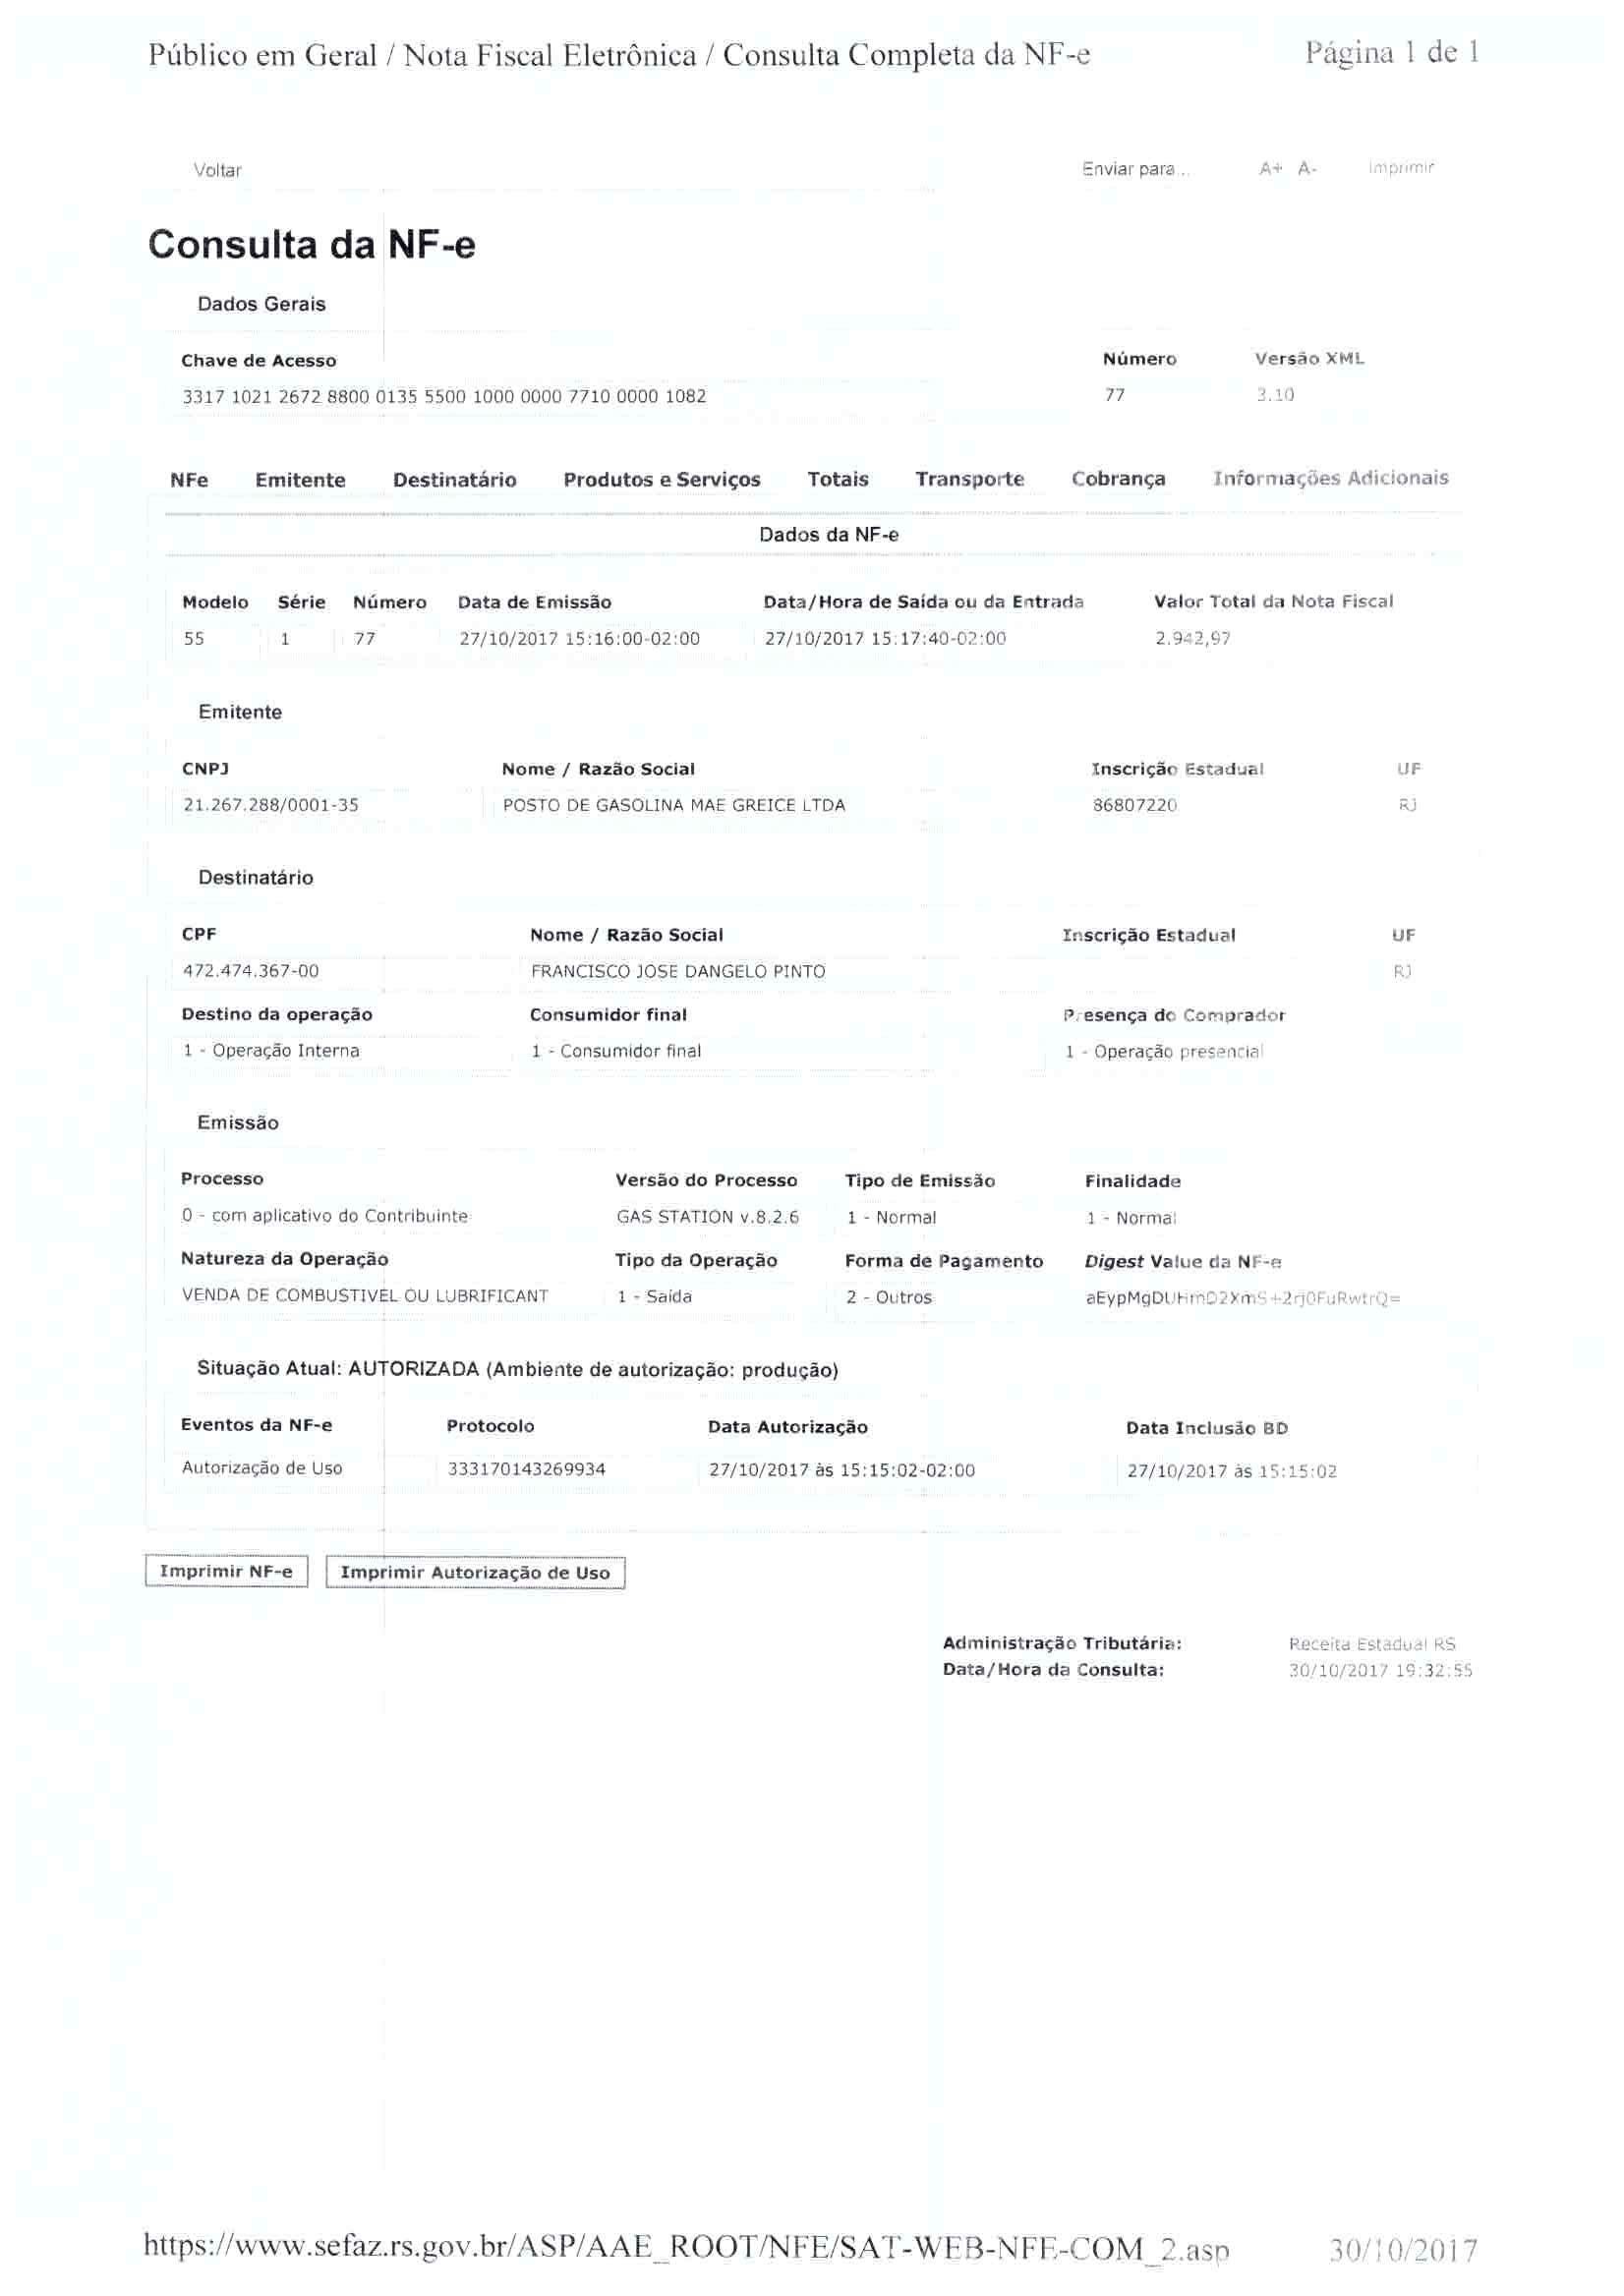 Público em Geral / Nota Fiscal Eletrônica / Consulta Completa da NF-e Página 1 de 1
Voltar Enviar para... A+ A- Imprimir
Consulta da NF-e
Dados Gerais
Chave de Acesso Número Versão XML
3317 1021 2672 8800 0135 5500 1000 0000 7710 0000 1082 77 3.10
NFe Emitente Destinatário Produtos e Serviços Totais Transporte Cobrança Informações Adicionais
Dados da NF-e
Modelo Série Número Data de Emissão Data/Hora de Saída ou da Entrada Valor Total da Nota Fiscal
55 1 77 27/10/2017 15:16:00-02:00 27/10/2017 15:17:40-02:00 2.942,97
Emitente
CNPJ Nome / Razão Social Inscrição Estadual UF
21.267.288/0001-35 POSTO DE GASOLINA MAE GREICE LTDA 86807220 RJ
Destinatário
CPF Nome / Razão Social Inscrição Estadual UF
472.474.367-00 FRANCISCO JOSE DANGELO PINTO RJ
Destino da operação Consumidor final Presença do Comprador
1 - Operação Interna 1 - Consumidor final 1 - Operação presencial
Emissão
Processo Versão do Processo Tipo de Emissão Finalidade
0 - com aplicativo do Contribuinte GAS STATION v.8.2.6 1 - Normal 1 - Normal
Natureza da Operação Tipo da Operação Forma de Pagamento Digest Value da NF-e
VENDA DE COMBUSTIVEL OU LUBRIFICANT 1 - Saída 2 - Outros
Situação Atual: AUTORIZADA (Ambiente de autorização: produção)
Eventos da NF-e Protocolo Data Autorização Data Inclusão BD
Autorização de Uso 333170143269934 27/10/2017 às 15:15:02-02:00 27/10/2017 às 15:15:02
Imprimir NF-e Imprimir Autorização de Uso
Administração Tributária: Receita Estadual RS
Data/Hora da Consulta: 30/10/2017 19:32:55
https://www.sefaz.rs.gov.br/ASP/AAE_ROOT/NFE/SAT-WEB-NFE-COM_2.asp 30/10/2017